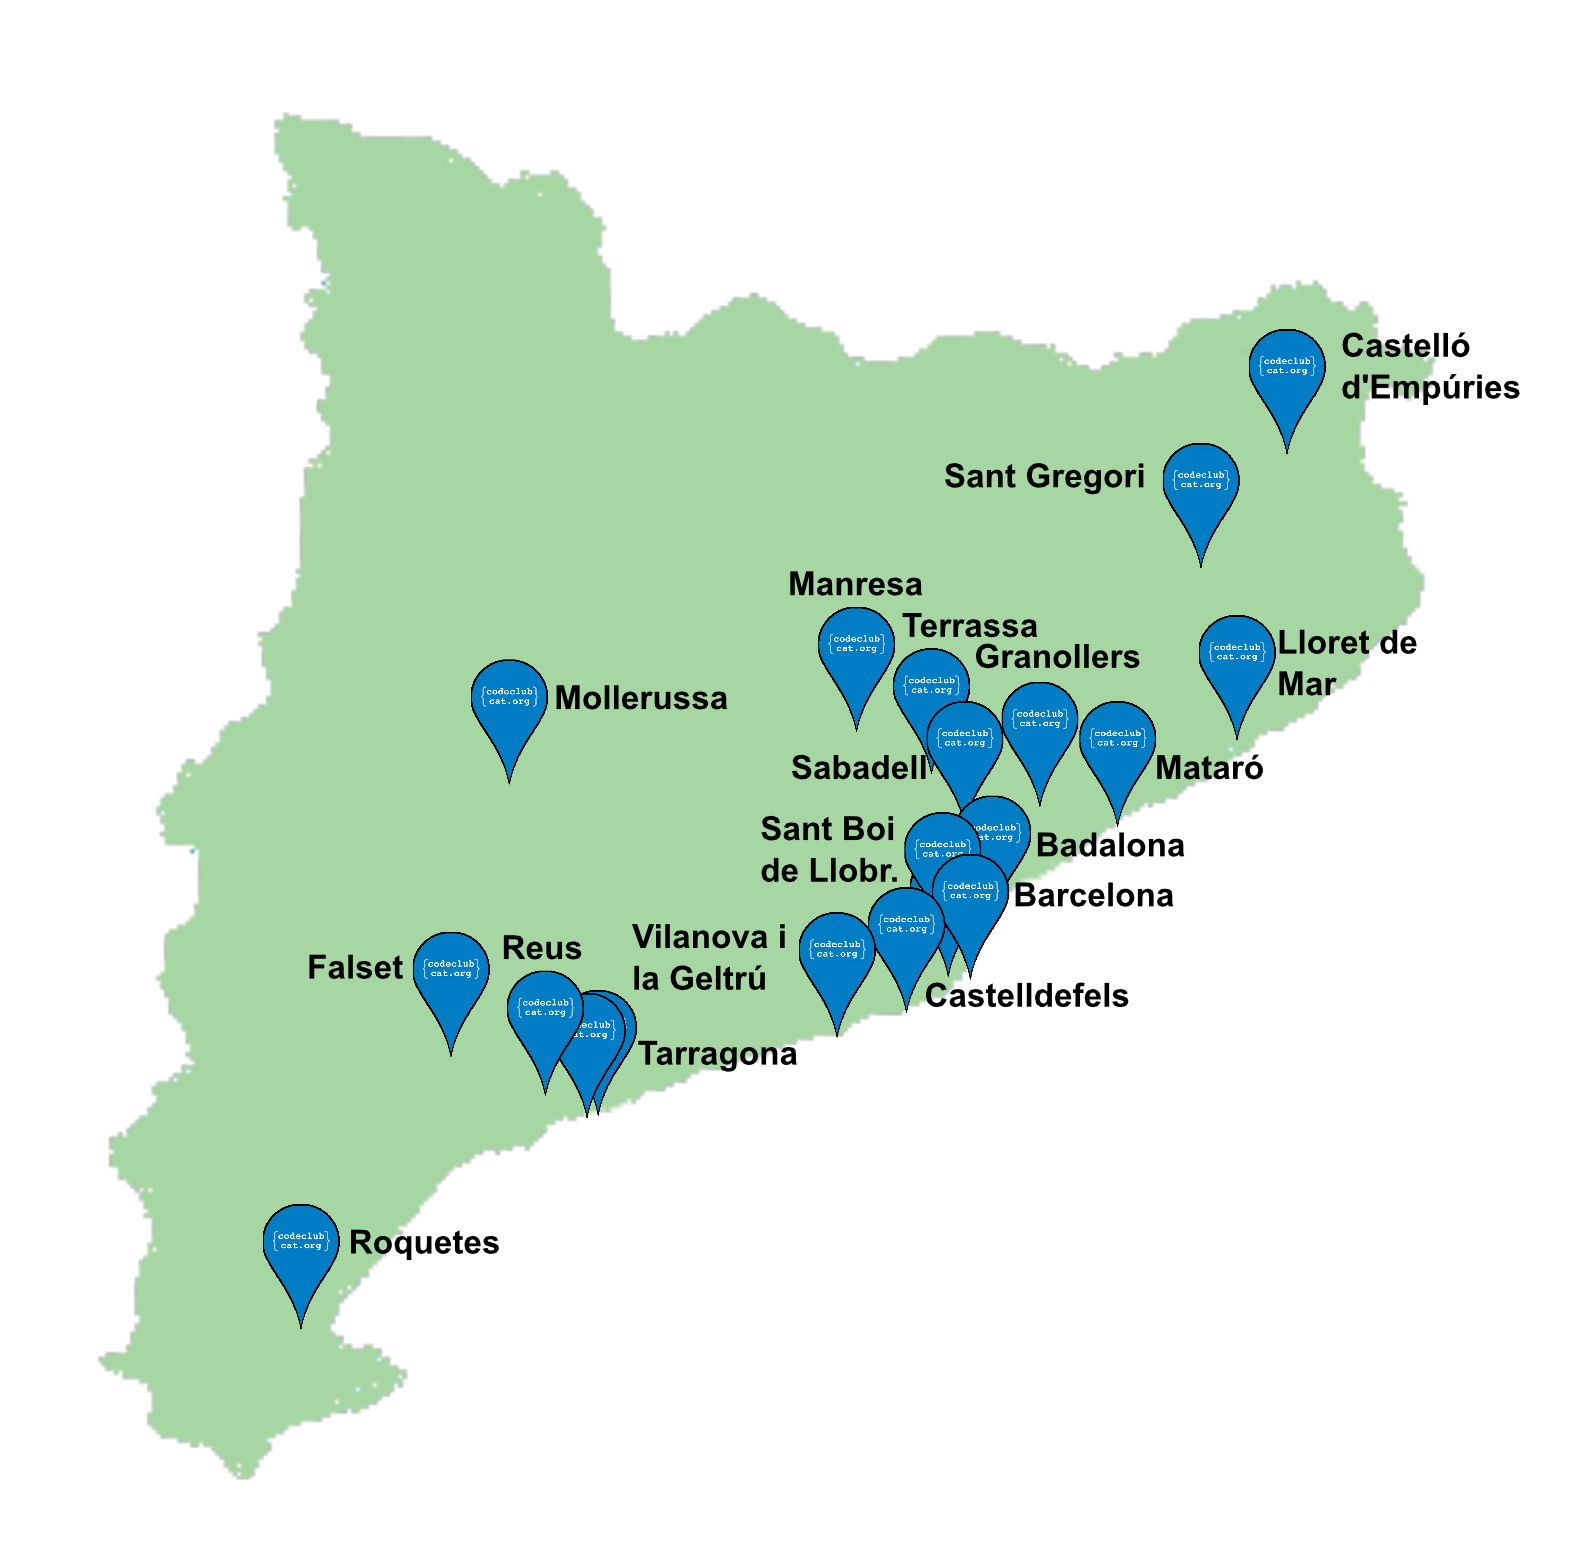 Castelló
d'Empúries
{codeclub
cat.org}
Sant Gregori
{codeclub
cat.org}
Manresa
{codeclub
cat.org}
Terrassa
{codeclub
cat.org}
Granollers
{codeclub
cat.org}
Lloret de
Mar
{codeclub
cat.org}
Mollerussa
{codeclub
cat.org}
Sabadell
{codeclub
cat.org}
Mataró
{codeclub
cat.org}
Sant Boi
de Llobr.
{codeclub
cat.org
Badalona
codeclub}
at.org
Barcelona
{codeclub
cat.org}
Vilanova i
la Geltrú
{codeclub
cat.org}
Castelldefels
{codeclub
cat.org}
Falset
{codeclub
cat.org}
Reus
{codeclub
cat.org}
Tarragona
declub}
at.org
Roquetes
{codeclub
cat.org}